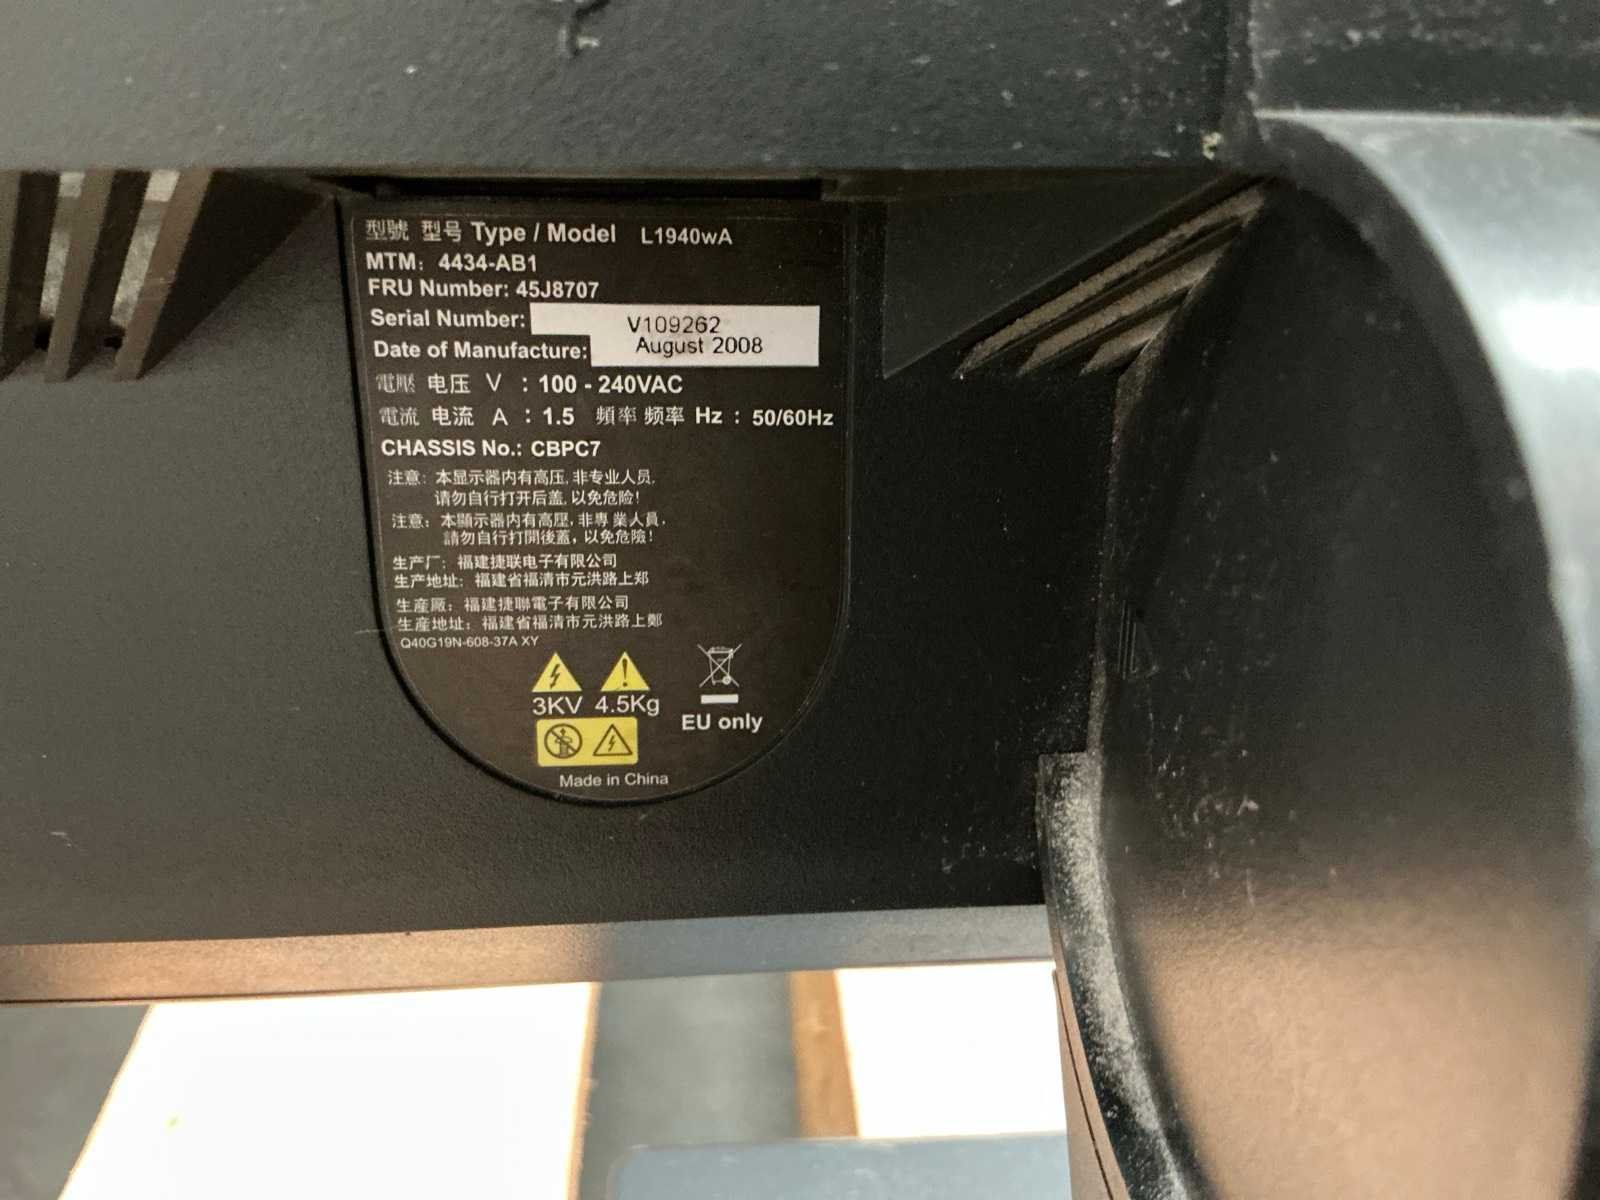 型號 型号 Type / Model L1940wA
MTM: 4434-AB1
FRU Number: 45J8707
Serial Number: V109262
Date of Manufacture: August 2008
電壓 电压 V : 100 - 240VAC
電流 电流 A : 1.5 頻率 频率 Hz : 50/60Hz
CHASSIS No.: CBPC7
注意: 本显示器内有高压,非专业人员,
请勿自行打开后盖,以免危险!
注意: 本顯示器内有高壓,非專業人員,
請勿自行打開後蓋,以免危險!
生产厂: 福建捷联电子有限公司
生产地址: 福建省福清市元洪路上郑
生産廠: 福建捷聯電子有限公司
生産地址: 福建省福清市元洪路上鄭
Q40G19N-608-37A XY
3KV 4.5Kg
EU only
Made in China